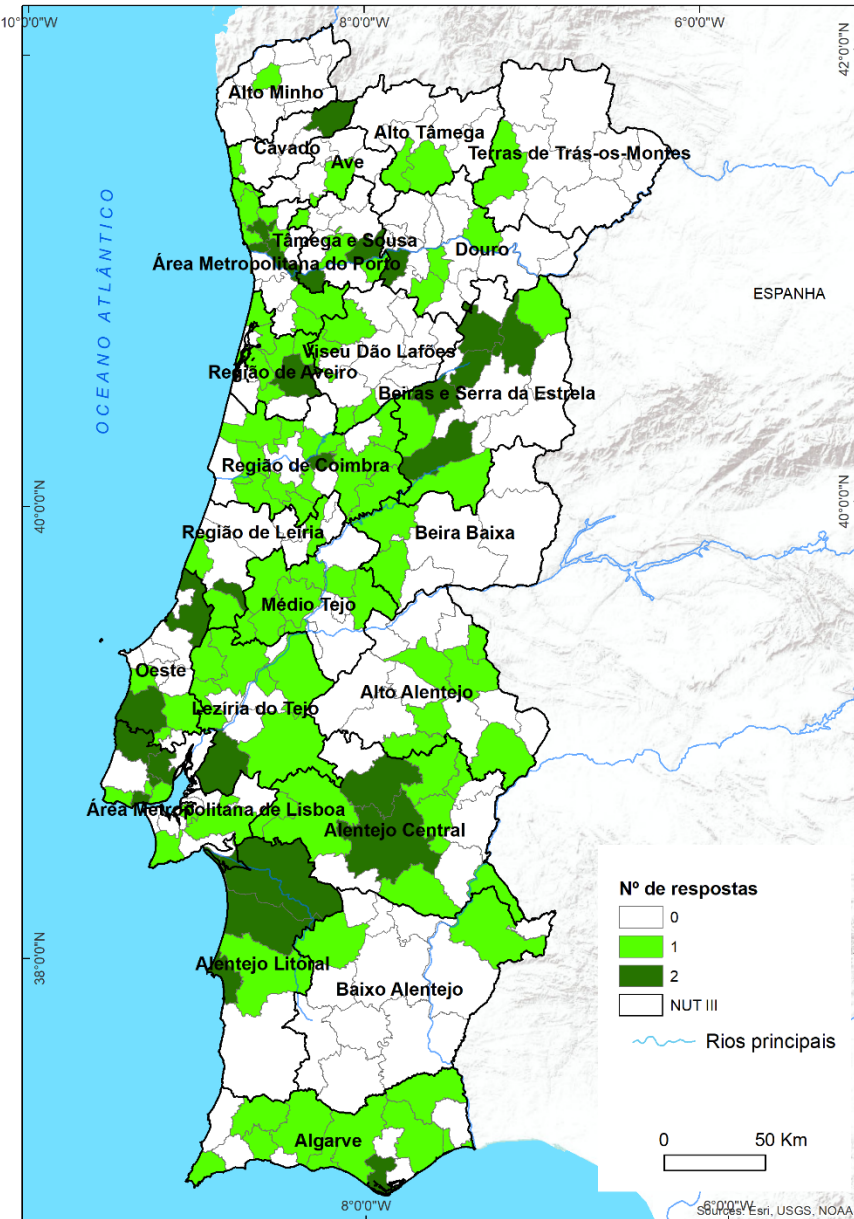 10°0'0"W
8°0'0"W
6°0'0"W
42°0'0"N
Alto Minho
Alto Tâmega
Cávado
Ave
Terras de Trás-os-Montes
OCEANO ATLÂNTICO
Tâmega e Sousa
Douro
Área Metropolitana do Porto
ESPANHA
Viseu Dão Lafões
Região de Aveiro
Beiras e Serra da Estrela
Região de Coimbra
40°0'0"N
40°0'0"N
Região de Leiria
Beira Baixa
Médio Tejo
Oeste
Alto Alentejo
Lezíria do Tejo
Área Metropolitana de Lisboa
Alentejo Central
Nº de respostas
0
1
2
NUT III
Rios principais
38°0'0"N
Alentejo Litoral
Baixo Alentejo
Algarve
0 50 Km
8°0'0"W
6°0'0"W
Sources: Esri, USGS, NOAA